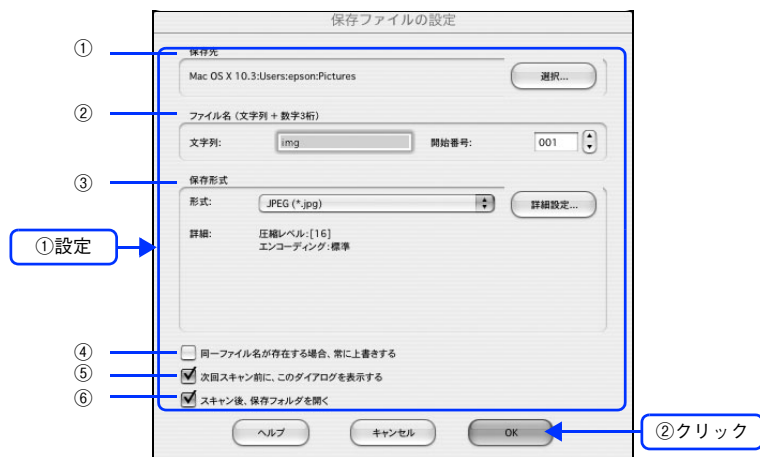 保存ファイルの設定
① 保存先
Mac OS X 10.3:Users:epson:Pictures 選択...
② ファイル名（文字列 + 数字3桁）
文字列: img 開始番号: 001
③ 保存形式
形式: JPEG (*.jpg) 詳細設定...
詳細: 圧縮レベル:[16]
エンコーディング:標準
①設定
④ 同一ファイル名が存在する場合、常に上書きする
⑤ 次回スキャン前に、このダイアログを表示する
⑥ スキャン後、保存フォルダを開く
ヘルプ キャンセル OK ②クリック